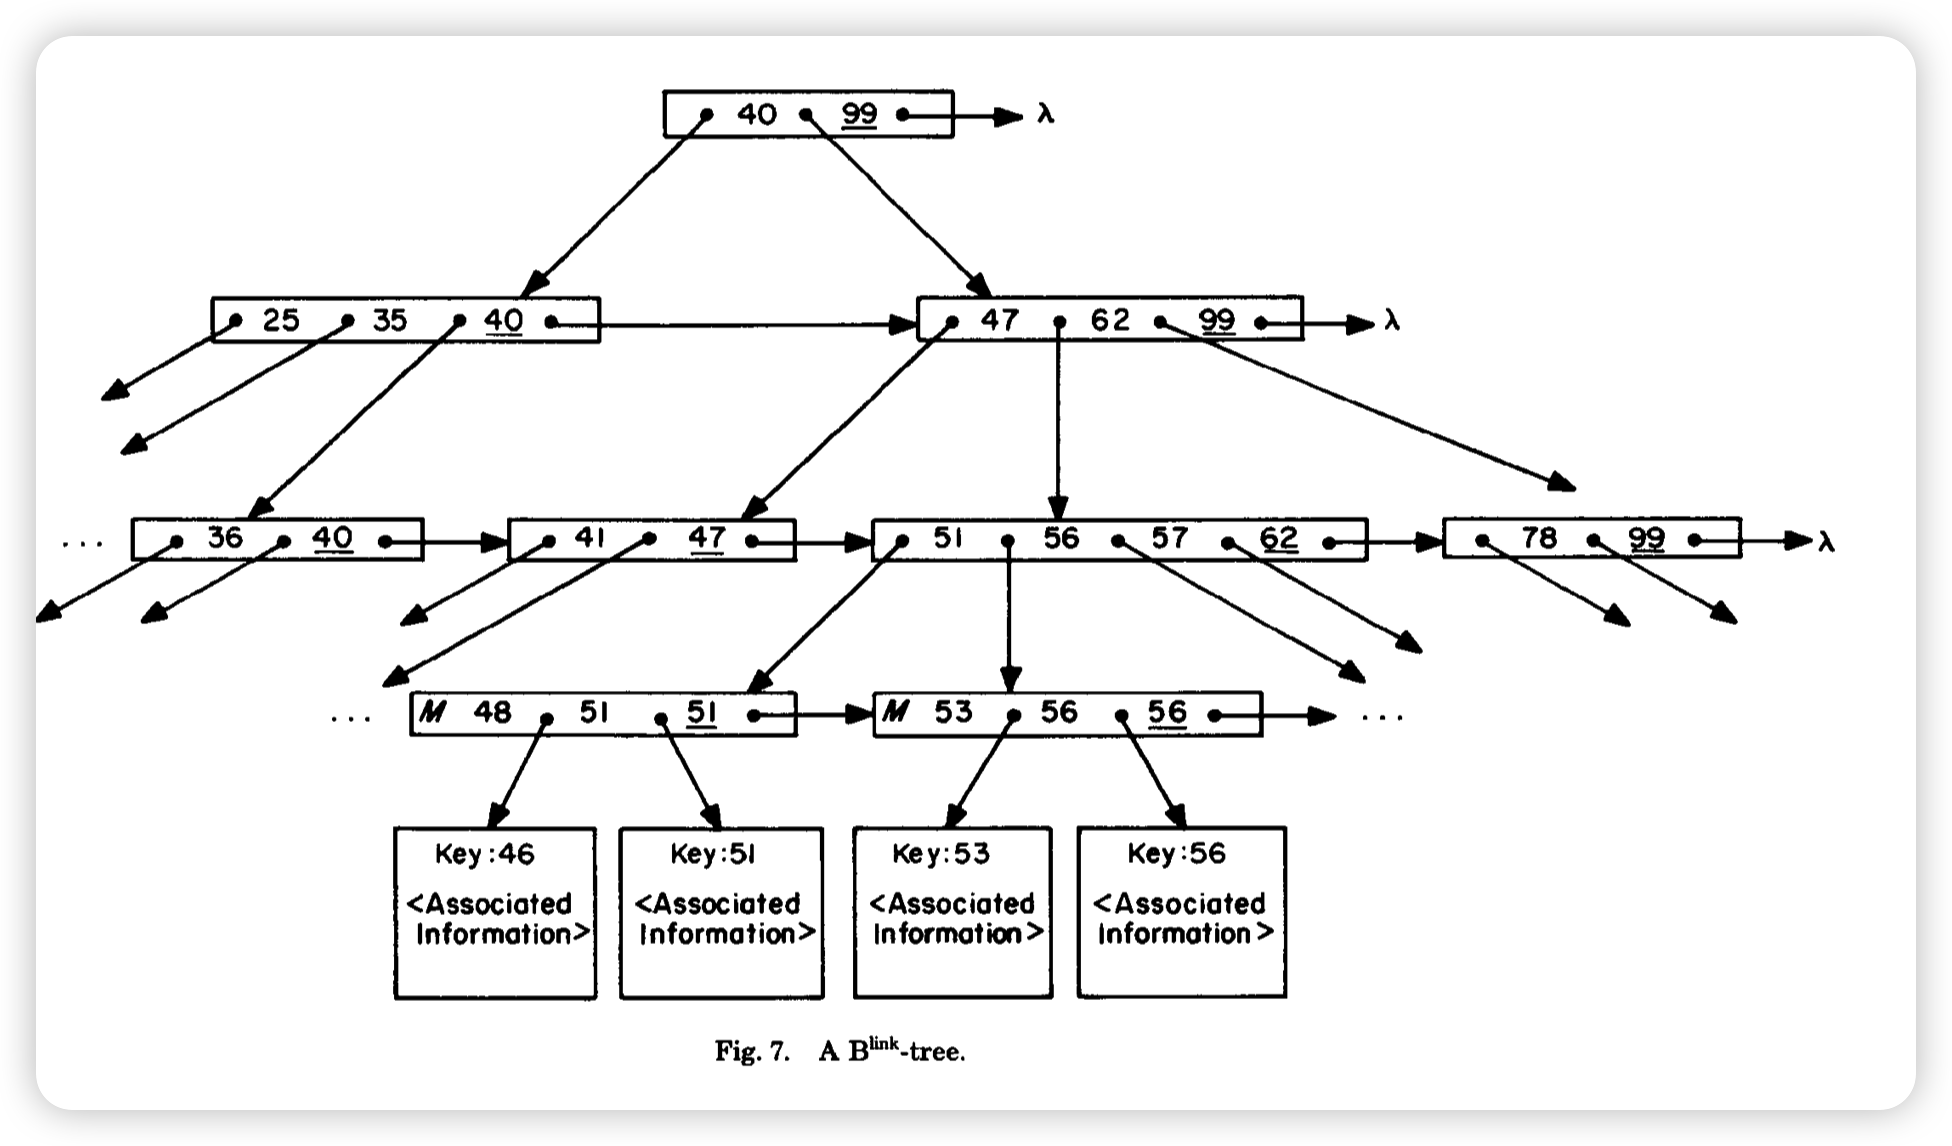 40 99 λ
25 35 40 47 62 99 λ
... 36 40 41 47 51 56 57 62 78 99 λ
... M 48 51 51 M 53 56 56 ...
Key:46 Key:51 Key:53 Key:56
<Associated <Associated <Associated <Associated
Information> Information> Information> Information>
Fig. 7. A Blink-tree.